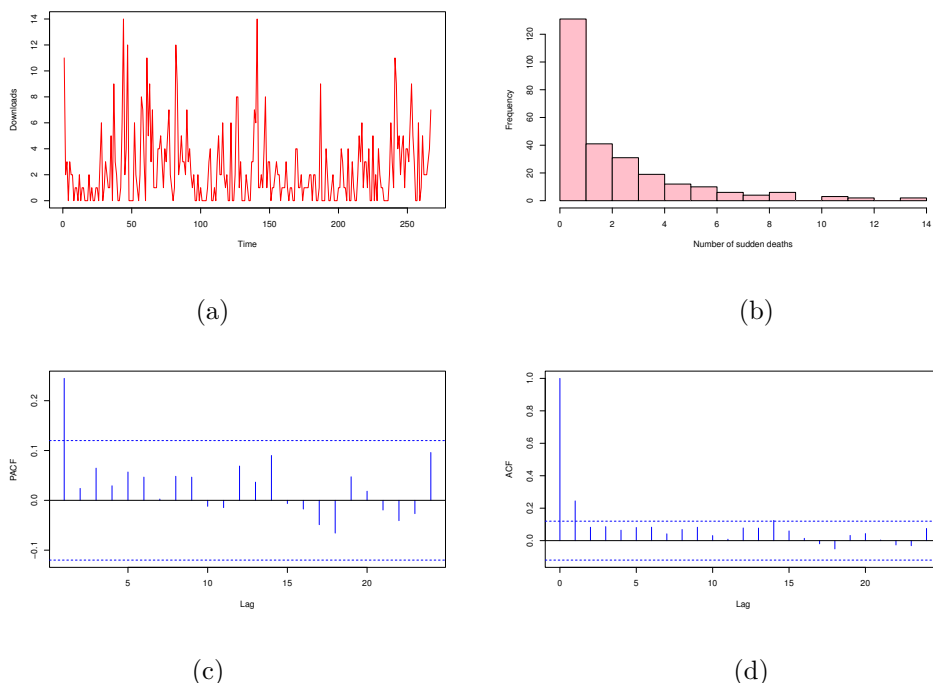 14
12
10
8
6
4
2
0
Downloads
0 50 100 150 200 250
Time
(a)
120
100
80
60
40
20
0
Frequency
0 2 4 6 8 10 12 14
Number of sudden deaths
(b)
0.2
0.1
0.0
−0.1
PACF
5 10 15 20
Lag
(c)
1.0
0.8
0.6
0.4
0.2
0.0
ACF
0 5 10 15 20
Lag
(d)